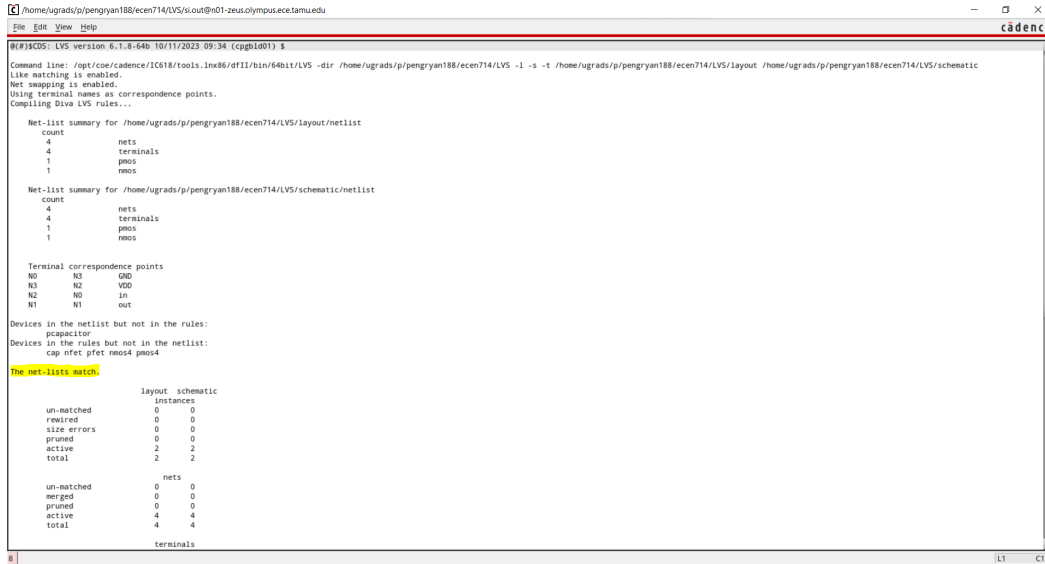 /home/ugrads/p/pengryan188/ecen714/LVS/si.out@n01-zeus.olympus.ece.tamu.edu
File Edit View Help
cādenc
@(#)$CDS: LVS version 6.1.8-64b 10/11/2023 09:34 (cpgbld01) $
Command line: /opt/coe/cadence/IC618/tools.lnx86/dfII/bin/64bit/LVS -dir /home/ugrads/p/pengryan188/ecen714/LVS -l -s -t /home/ugrads/p/pengryan188/ecen714/LVS/layout /home/ugrads/p/pengryan188/ecen714/LVS/schematic
Like matching is enabled.
Net swapping is enabled.
Using terminal names as correspondence points.
Compiling Diva LVS rules...
Net-list summary for /home/ugrads/p/pengryan188/ecen714/LVS/layout/netlist
count
4 nets
4 terminals
1 pmos
1 nmos
Net-list summary for /home/ugrads/p/pengryan188/ecen714/LVS/schematic/netlist
count
4 nets
4 terminals
1 pmos
1 nmos
Terminal correspondence points
N0 N3 GND
N3 N2 VDD
N2 N0 in
N1 N1 out
Devices in the netlist but not in the rules:
pcapacitor
Devices in the rules but not in the netlist:
cap nfet pfet nmos4 pmos4
The net-lists match.
layout schematic
instances
un-matched 0 0
rewired 0 0
size errors 0 0
pruned 0 0
active 2 2
total 2 2
nets
un-matched 0 0
merged 0 0
pruned 0 0
active 4 4
total 4 4
terminals
8 L1 C1